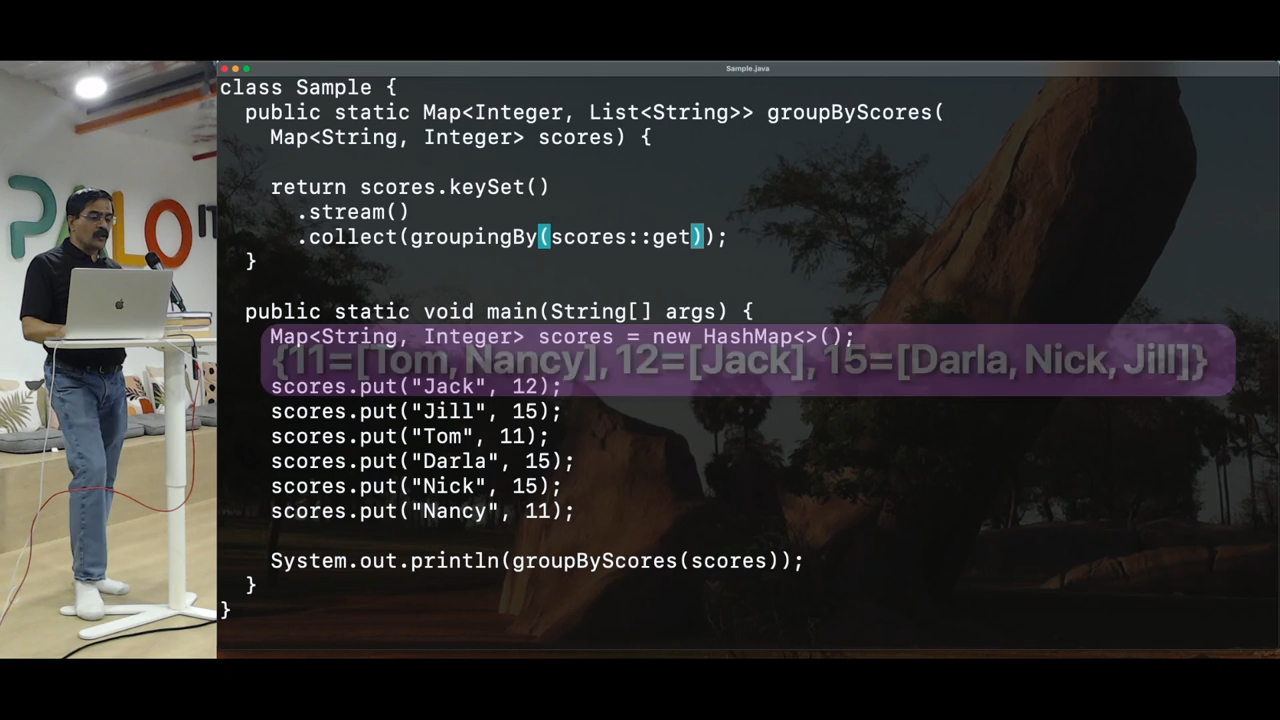 Sample.java
PALO IT
class Sample {
public static Map<Integer, List<String>> groupByScores(
Map<String, Integer> scores) {
return scores.keySet()
.stream()
.collect(groupingBy(scores::get));
}
public static void main(String[] args) {
Map<String, Integer> scores = new HashMap<>();
{11=[Tom, Nancy], 12=[Jack], 15=[Darla, Nick, Jill]}
scores.put("Jack", 12);
scores.put("Jill", 15);
scores.put("Tom", 11);
scores.put("Darla", 15);
scores.put("Nick", 15);
scores.put("Nancy", 11);
System.out.println(groupByScores(scores));
}
}